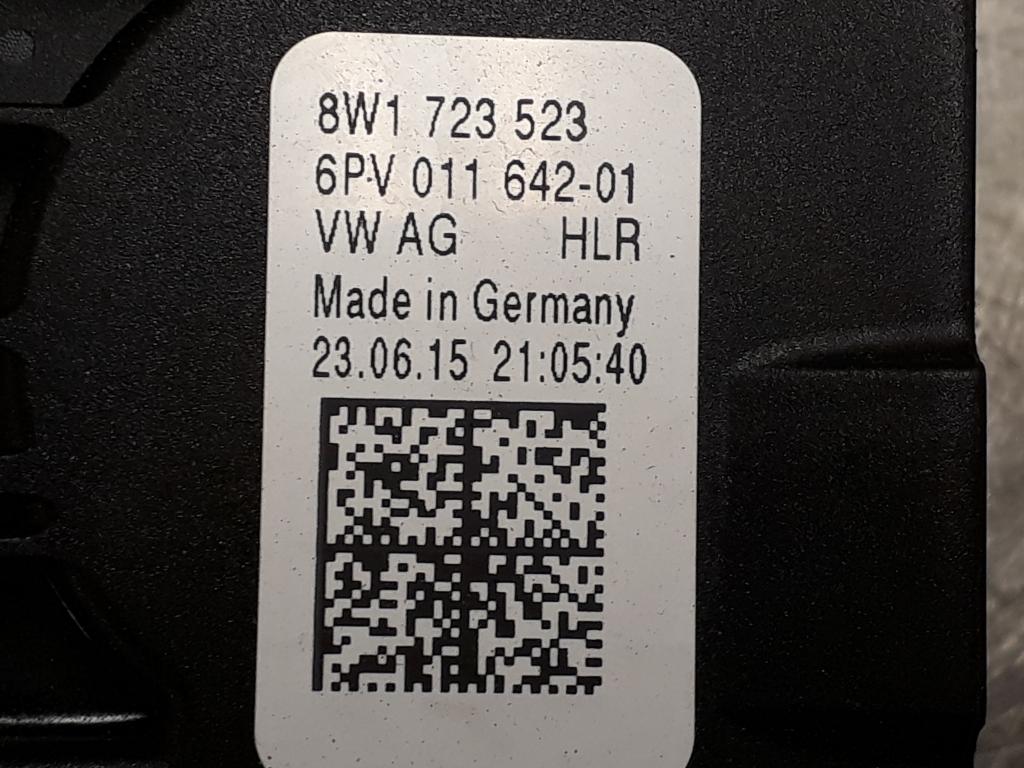 8W1 723 523
6PV 011 642-01
VW AG HLR
Made in Germany
23.06.15 21:05:40